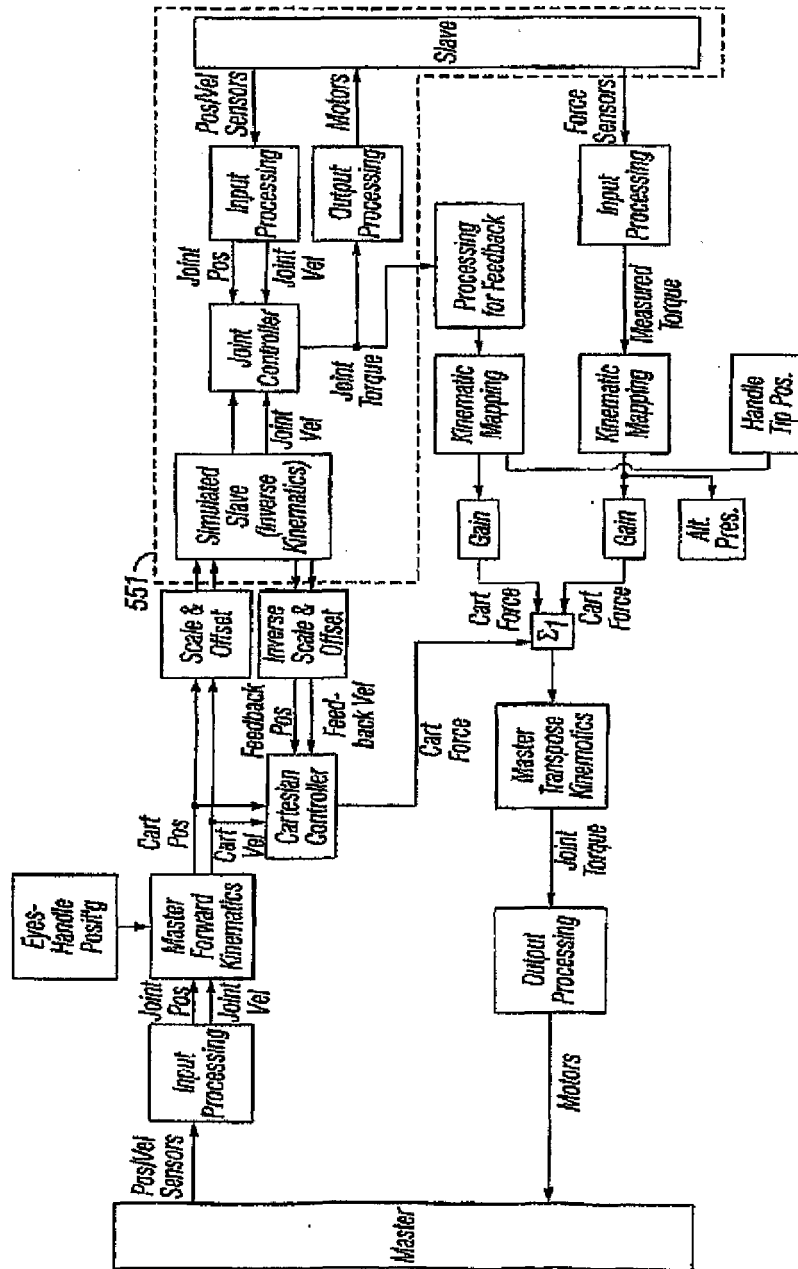 Master
Pos/Vel
Sensors
Input
Processing
Joint
Pos
Joint
Vel
Eyes-
Handle
Posit'g
Master
Forward
Kinematics
Cart
Pos
Cart
Vel
Scale &
Offset
Inverse
Scale &
Offset
Feedback
Pos
Feed-
back Vel
Cartesian
Controller
Cart
Force
551
Simulated
Slave
(Inverse
Kinematics)
Joint
Vel
Joint
Controller
Joint
Pos
Joint
Vel
Input
Processing
Pos/Vel
Sensors
Slave
Joint
Torque
Output
Processing
Motors
Processing
for Feedback
Kinematic
Mapping
Gain
Cart
Force
Force
Sensors
Input
Processing
Measured
Torque
Kinematic
Mapping
Gain
Cart
Force
Alt.
Pres.
Handle
Tip Pos.
Σ1
Master
Transpose
Kinemotics
Joint
Torque
Output
Processing
Motors